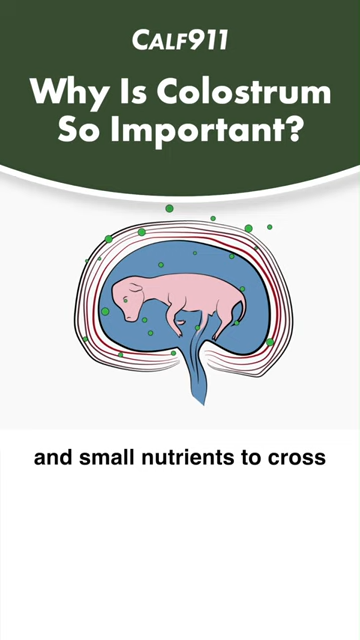 CALF911
Why Is Colostrum
So Important?
and small nutrients to cross